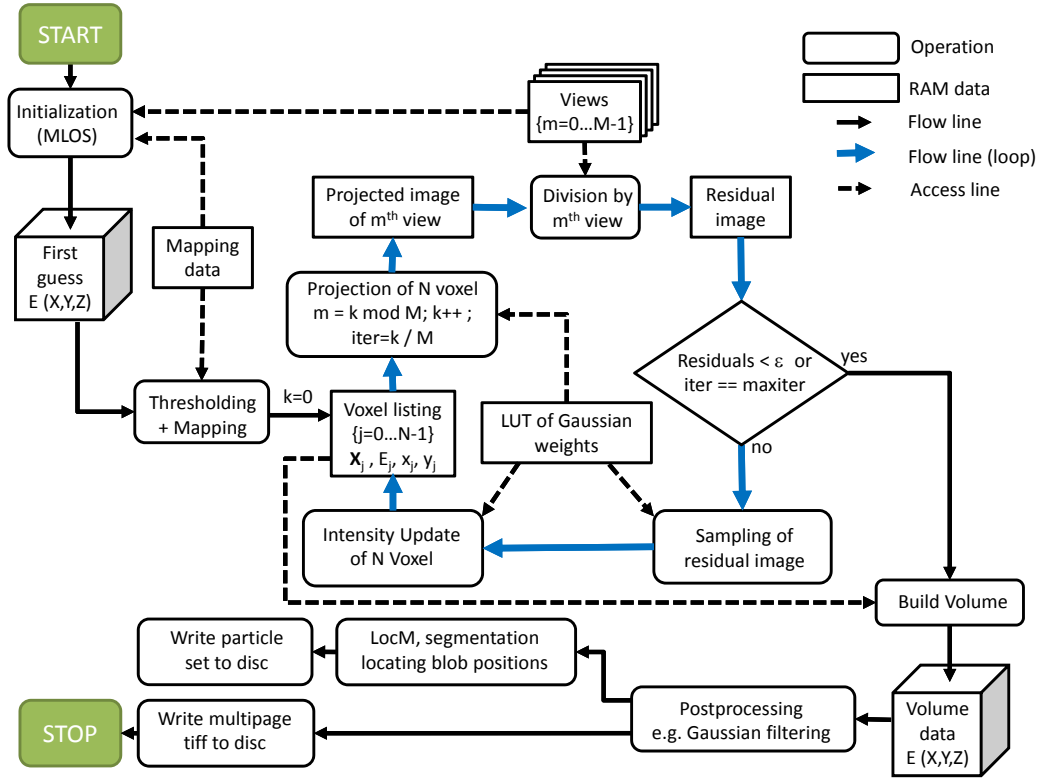 START
Operation
Views
{m=0...M-1}
RAM data
Initialization
(MLOS)
Flow line
Flow line (loop)
Access line
Projected image
of mth view
Division by
mth view
Residual
image
First
guess
E (X,Y,Z)
Mapping
data
Projection of N voxel
m = k mod M; k++ ;
iter=k / M
Residuals < ε or
iter == maxiter
yes
no
Thresholding
+ Mapping
k=0
Voxel listing
{j=0...N-1}
Xj , Ej, xj, yj
LUT of Gaussian
weights
Intensity Update
of N Voxel
Sampling of
residual image
Build Volume
Write particle
set to disc
LocM, segmentation
locating blob positions
STOP
Write multipage
tiff to disc
Postprocessing
e.g. Gaussian filtering
Volume
data
E (X,Y,Z)